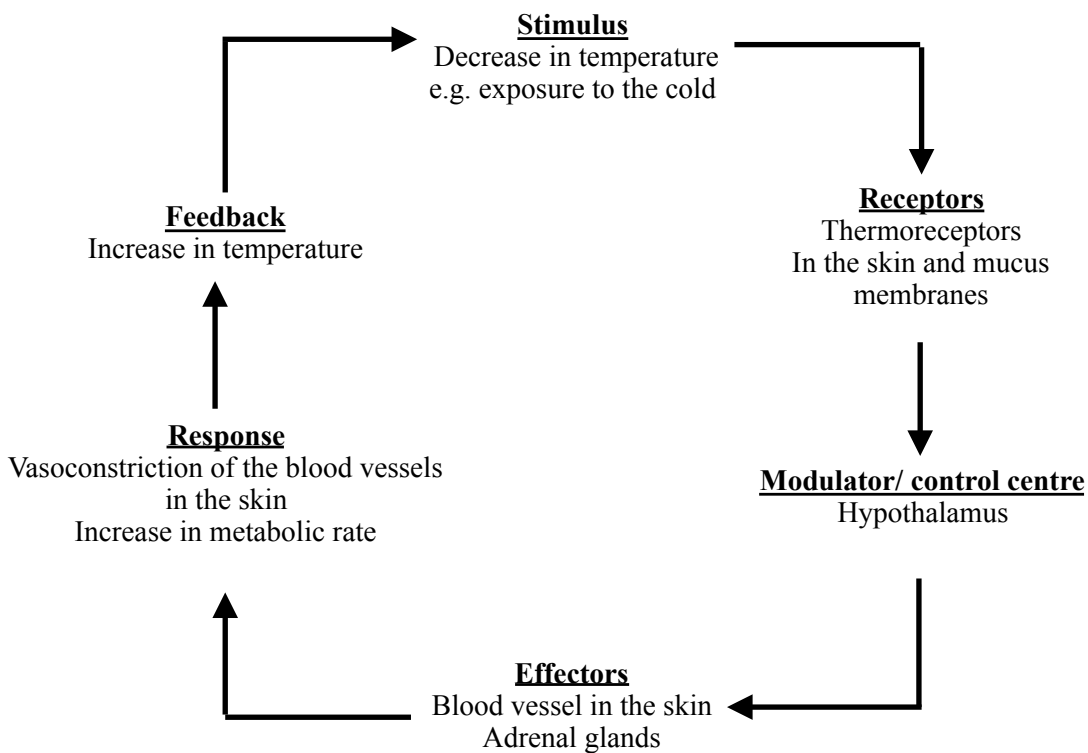 Stimulus
Decrease in temperature
e.g. exposure to the cold
Receptors
Thermoreceptors
In the skin and mucus
membranes
Modulator/ control centre
Hypothalamus
Effectors
Blood vessel in the skin
Adrenal glands
Response
Vasoconstriction of the blood vessels
in the skin
Increase in metabolic rate
Feedback
Increase in temperature